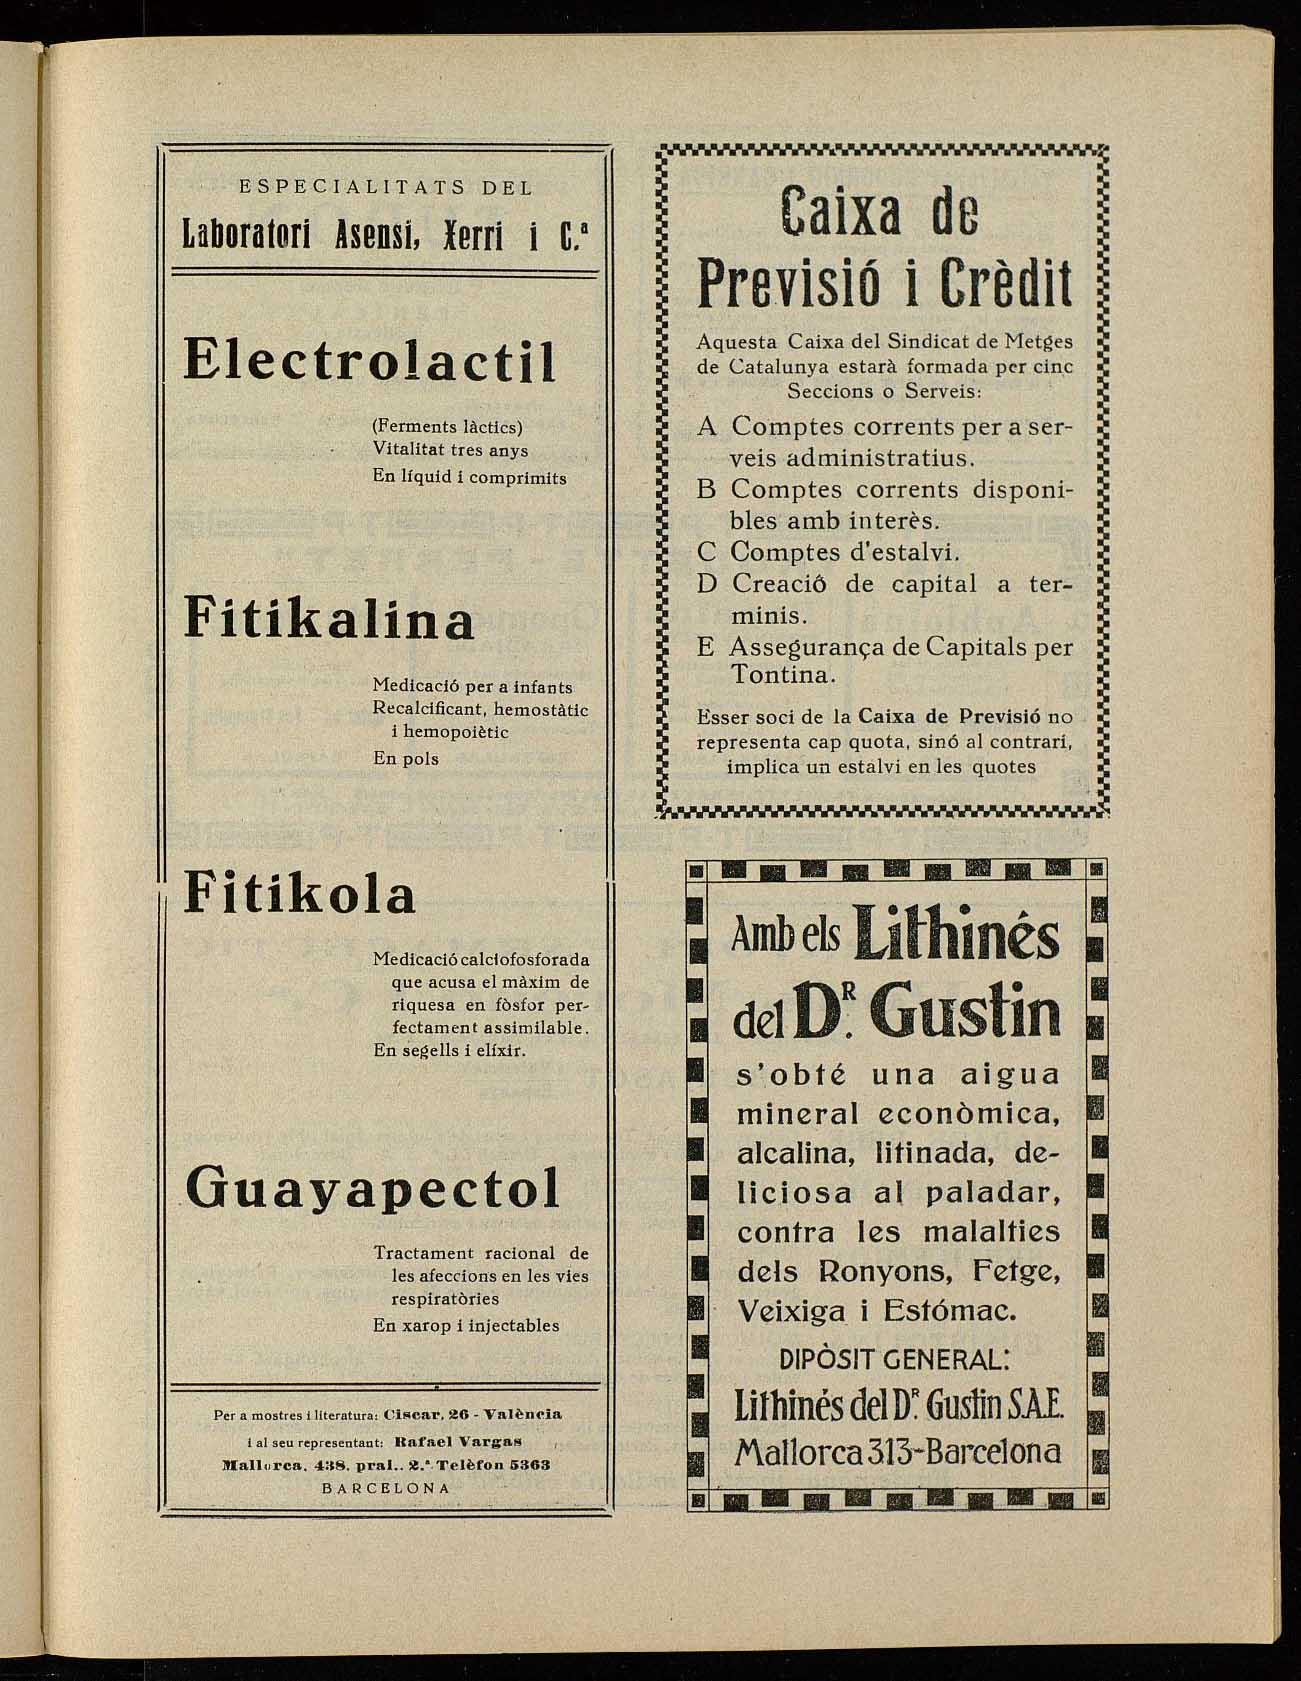 ESPECIALITATS DEL
Laboratori Asensi, Xerri i C.ª
Electrolactil
(Ferments làctics)
Vitalitat tres anys
En líquid i comprimits
Fitikalina
Medicació per a infants
Recalcificant, hemostàtic
i hemopoiètic
En pols
Fitikola
Medicació calciofosforada
que acusa el màxim de
riquesa en fòsfor per-
fectament assimilable.
En segells i elíxir.
Guayapectol
Tractament racional de
les afeccions en les vies
respiratòries
En xarop i injectables
Per a mostres i literatura: Ciscar, 26 - València
i al seu representant: Rafael Vargas
Mallorca, 438, pral., 2.ª Telèfon 5363
BARCELONA
Caixa de
Previsió i Crèdit
Aquesta Caixa del Sindicat de Metges
de Catalunya estarà formada per cinc
Seccions o Serveis:
A Comptes corrents per a ser-
veis administratius.
B Comptes corrents disponi-
bles amb interès.
C Comptes d'estalvi.
D Creació de capital a ter-
minis.
E Assegurança de Capitals per
Tontina.
Esser soci de la Caixa de Previsió no
representa cap quota, sinó al contrari,
implica un estalvi en les quotes
Amb els Lithinés
del DR. Gustin
s'obté una aigua
mineral econòmica,
alcalina, litinada, de-
liciosa al paladar,
contra les malalties
dels Ronyons, Fetge,
Veixiga i Estómac.
DIPÒSIT GENERAL:
Lithinés del DR. Gustin S.A.E.
Mallorca 313-Barcelona